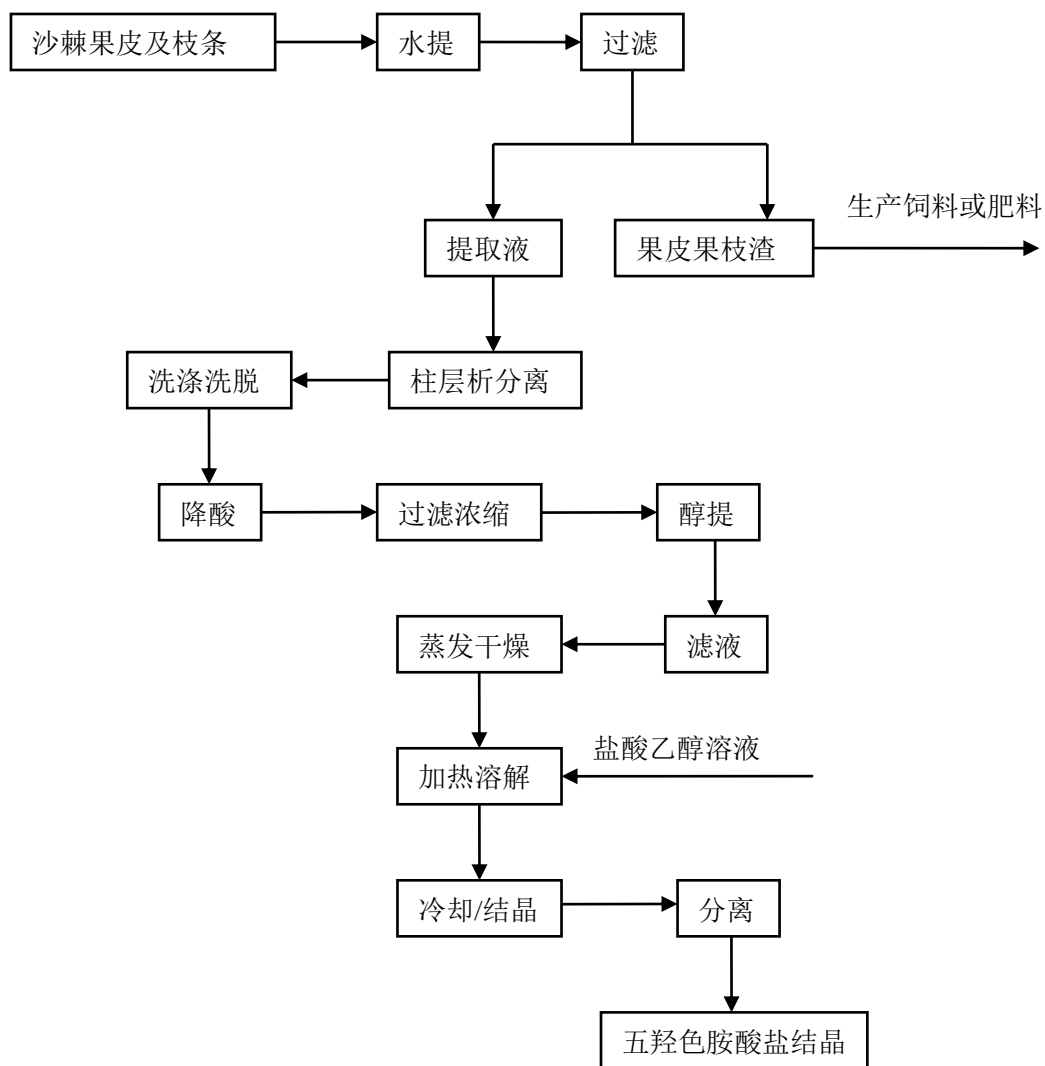 沙棘果皮及枝条
水提
过滤
生产饲料或肥料
提取液
果皮果枝渣
洗涤洗脱
柱层析分离
降酸
过滤浓缩
醇提
蒸发干燥
滤液
盐酸乙醇溶液
加热溶解
冷却/结晶
分离
五羟色胺酸盐结晶